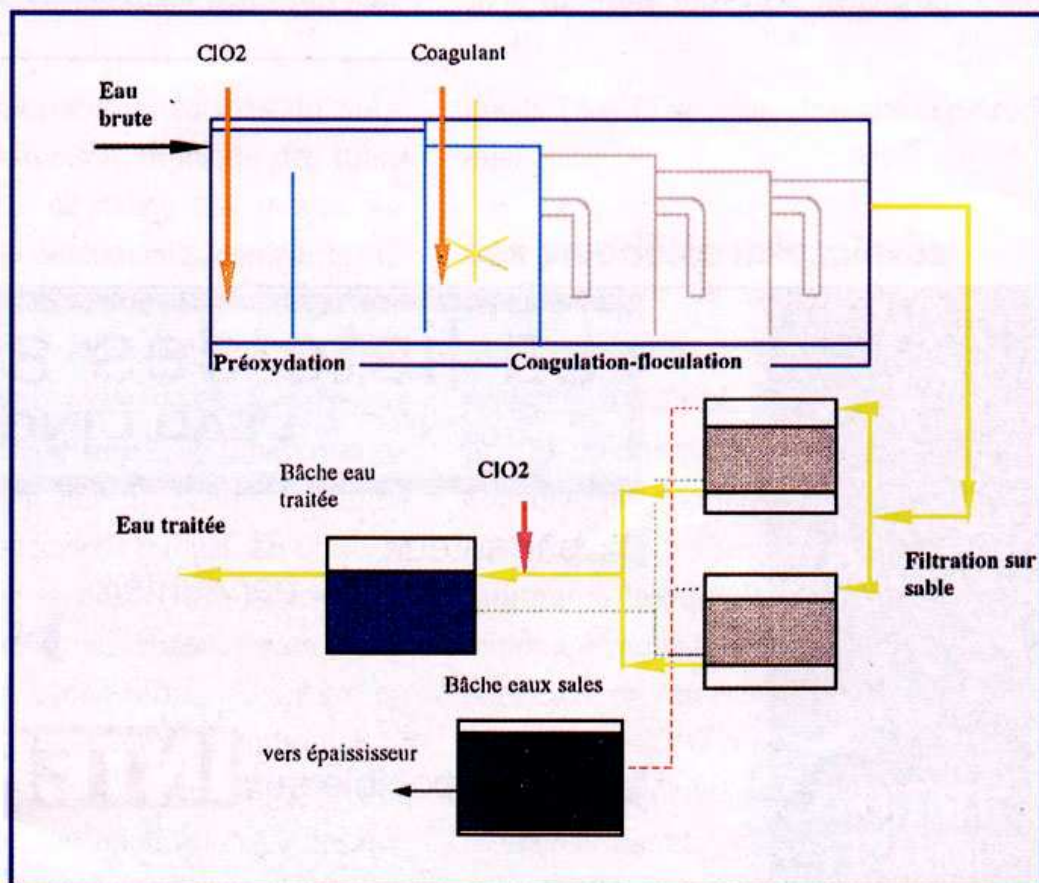 ClO2
Coagulant
Eau
brute
Préoxydation
Coagulation-floculation
Bâche eau
traitée
ClO2
Eau traitée
Filtration sur
sable
Bâche eaux sales
vers épaississeur